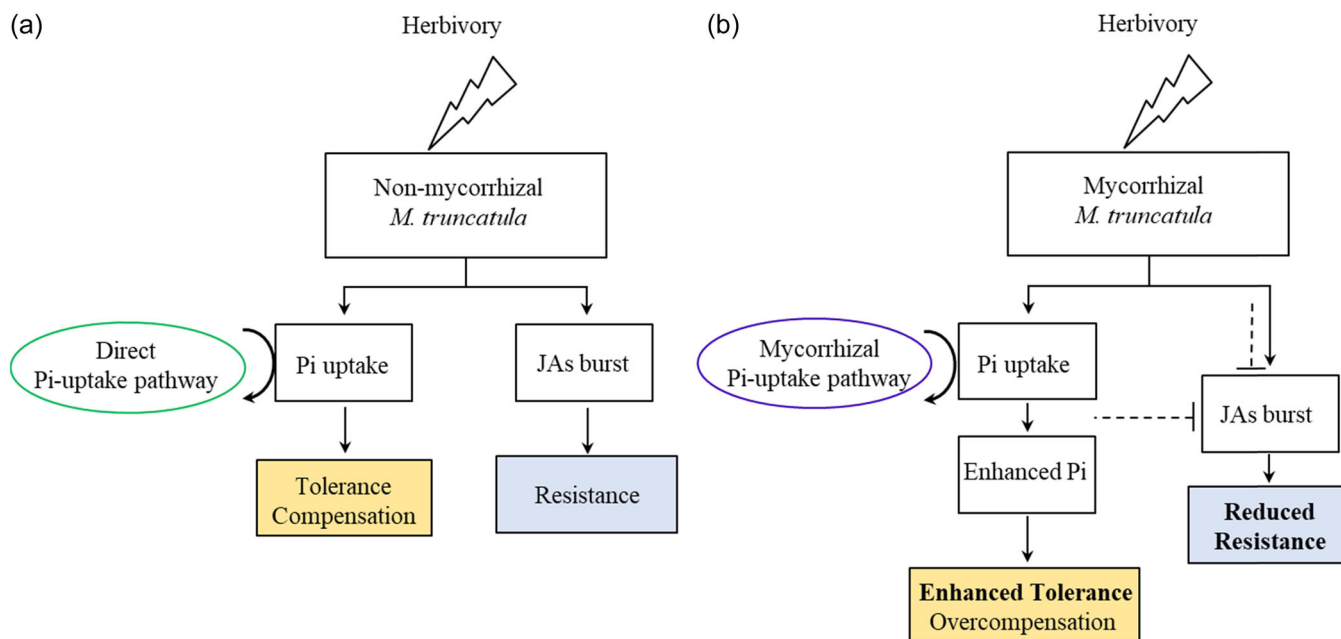 (a)
Herbivory
Non-mycorrhizal
M. truncatula
Direct
Pi-uptake pathway
Pi uptake
JAs burst
Tolerance
Compensation
Resistance
(b)
Herbivory
Mycorrhizal
M. truncatula
Mycorrhizal
Pi-uptake pathway
Pi uptake
JAs burst
Enhanced Pi
Reduced
Resistance
Enhanced Tolerance
Overcompensation